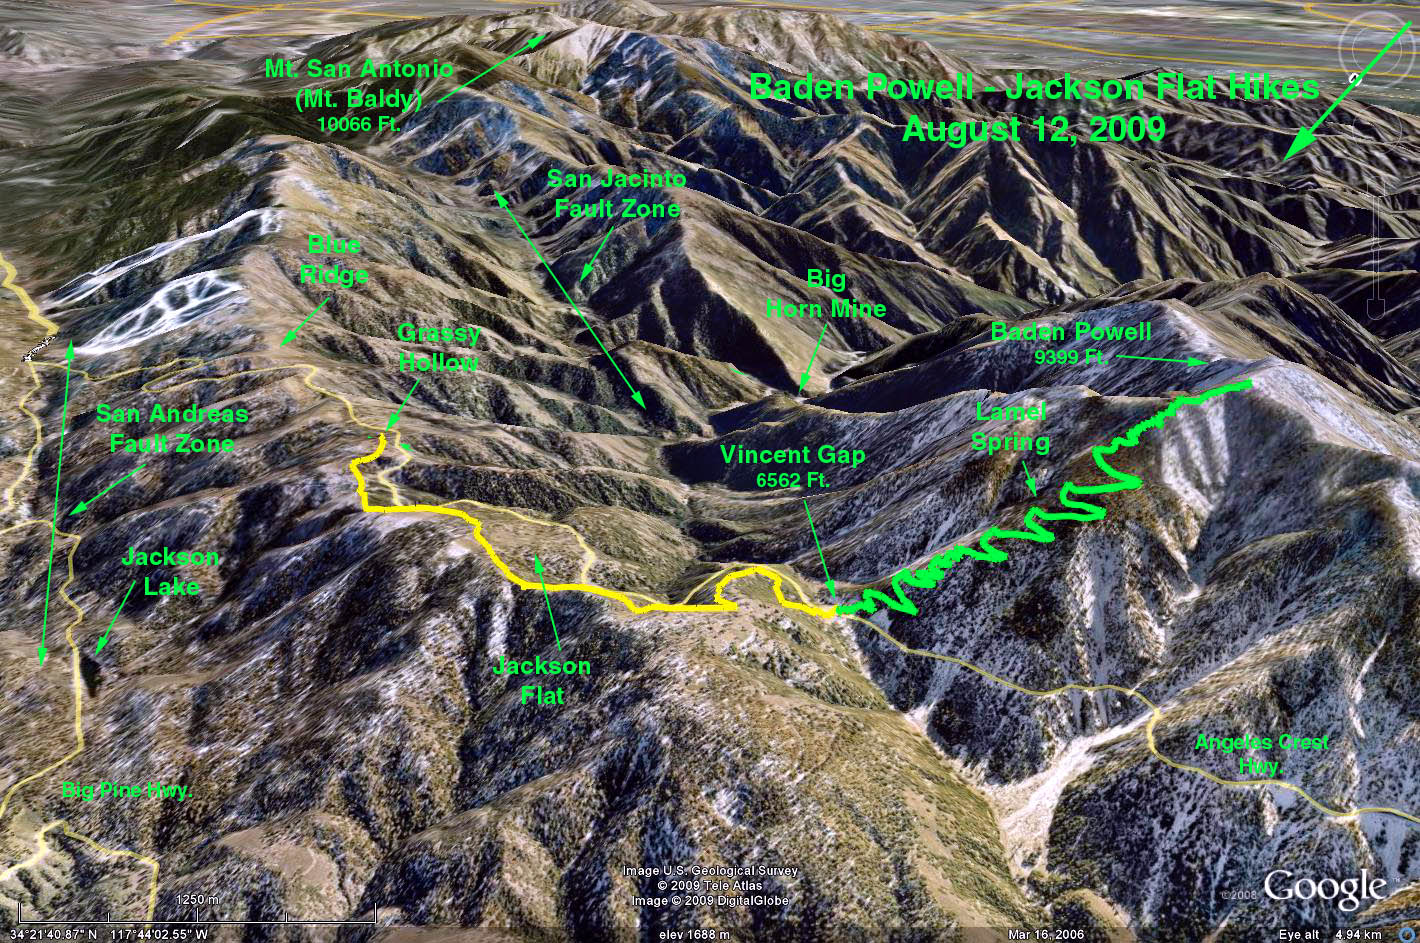 Mt. San Antonio
(Mt. Baldy)
10066 Ft.
Baden Powell - Jackson Flat Hikes
August 12, 2009
San Jacinto
Fault Zone
Blue
Ridge
Big
Horn Mine
Grassy
Hollow
Baden Powell
9399 Ft.
San Andreas
Fault Zone
Lamel
Spring
Vincent Gap
6562 Ft.
Jackson
Lake
Jackson
Flat
Angeles Crest
Hwy.
Big Pine Hwy.
Image U.S. Geological Survey
© 2009 Tele Atlas
Image © 2009 DigitalGlobe
©2008 Google™
1250 m
34°21'40.87" N 117°44'02.55" W
elev 1688 m
Mar 16, 2006
Eye alt 4.94 km